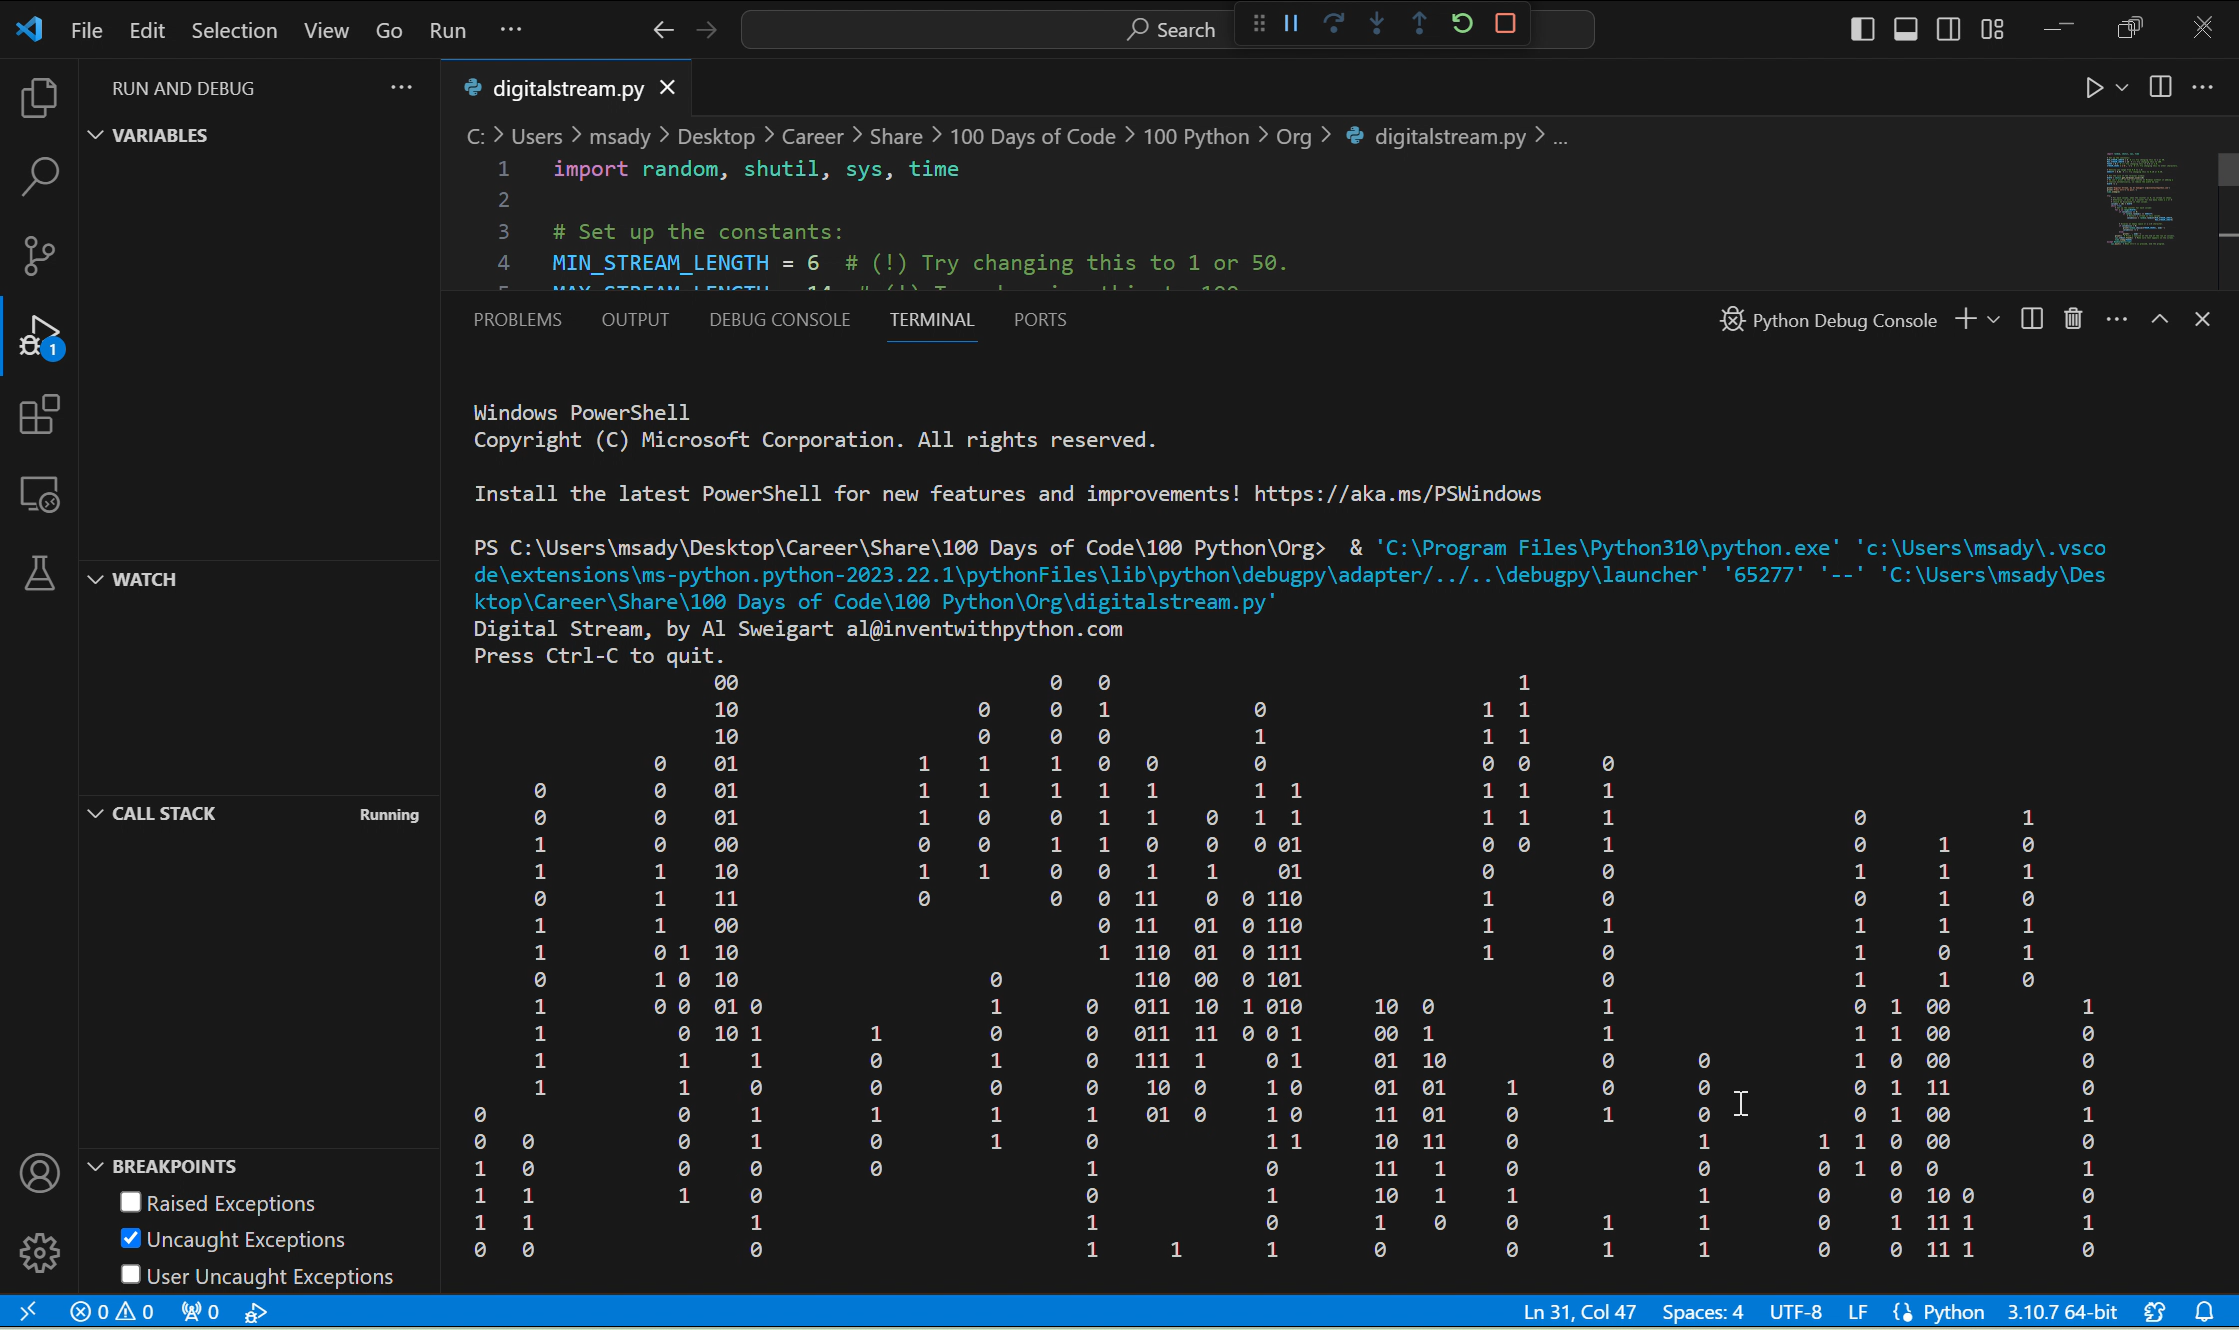 File Edit Selection View Go Run ···
Search
RUN AND DEBUG
VARIABLES
WATCH
CALL STACK Running
BREAKPOINTS
Raised Exceptions
Uncaught Exceptions
User Uncaught Exceptions
1
digitalstream.py
C: > Users > msady > Desktop > Career > Share > 100 Days of Code > 100 Python > Org > digitalstream.py > ...
1 import random, shutil, sys, time
2
3 # Set up the constants:
4 MIN_STREAM_LENGTH = 6  # (!) Try changing this to 1 or 50.
PROBLEMS OUTPUT DEBUG CONSOLE TERMINAL PORTS
Python Debug Console
Windows PowerShell
Copyright (C) Microsoft Corporation. All rights reserved.
Install the latest PowerShell for new features and improvements! https://aka.ms/PSWindows
PS C:\Users\msady\Desktop\Career\Share\100 Days of Code\100 Python\Org>  & 'C:\Program Files\Python310\python.exe' 'c:\Users\msady\.vsco
de\extensions\ms-python.python-2023.22.1\pythonFiles\lib\python\debugpy\adapter/../..\debugpy\launcher' '65277' '--' 'C:\Users\msady\Des
ktop\Career\Share\100 Days of Code\100 Python\Org\digitalstream.py'
Digital Stream, by Al Sweigart al@inventwithpython.com
Press Ctrl-C to quit.
00 0 0 1
10 0 0 1 0 1 1
10 0 0 0 1 1 1
0 01 1 1 1 0 0 0 0 0 0
0 0 01 1 1 1 1 1 1 1 1 1 1
0 0 01 1 0 0 1 1 0 1 1 1 1 1 0 1
1 0 00 0 0 1 1 0 0 0 01 0 0 1 1 0
1 1 10 1 1 0 0 1 1 01 0 0 1 1 1
0 1 11 0 0 0 11 0 0 110 1 0 1 1 0
1 1 00 0 11 01 0 110 1 1 1 1 1
1 0 1 10 1 110 01 0 111 1 0 1 0 1
0 1 0 10 0 110 00 0 101 0 1 1 0
1 0 0 01 0 1 0 011 10 1 010 10 0 1 0 1 00 1
1 0 10 1 1 0 0 011 11 0 0 1 00 1 1 1 1 00 0
1 1 1 0 1 0 111 1 0 1 01 10 0 0 1 0 00 0
1 1 0 0 0 0 10 0 1 0 01 01 1 0 0 0 1 11 0
0 0 1 1 1 1 01 0 1 0 11 01 0 1 0 0 1 00 1
0 0 0 1 0 1 0 1 1 10 11 0 1 1 1 0 00 0
1 0 0 0 0 1 0 11 1 0 0 0 1 0 0 1
1 1 1 0 0 1 10 1 1 1 0 0 10 0 0
1 1 1 1 0 1 0 0 1 1 0 1 11 1 1
0 0 0 1 1 1 0 0 1 1 0 0 11 1 0
0 0 0 Ln 31, Col 47 Spaces: 4 UTF-8 LF Python 3.10.7 64-bit